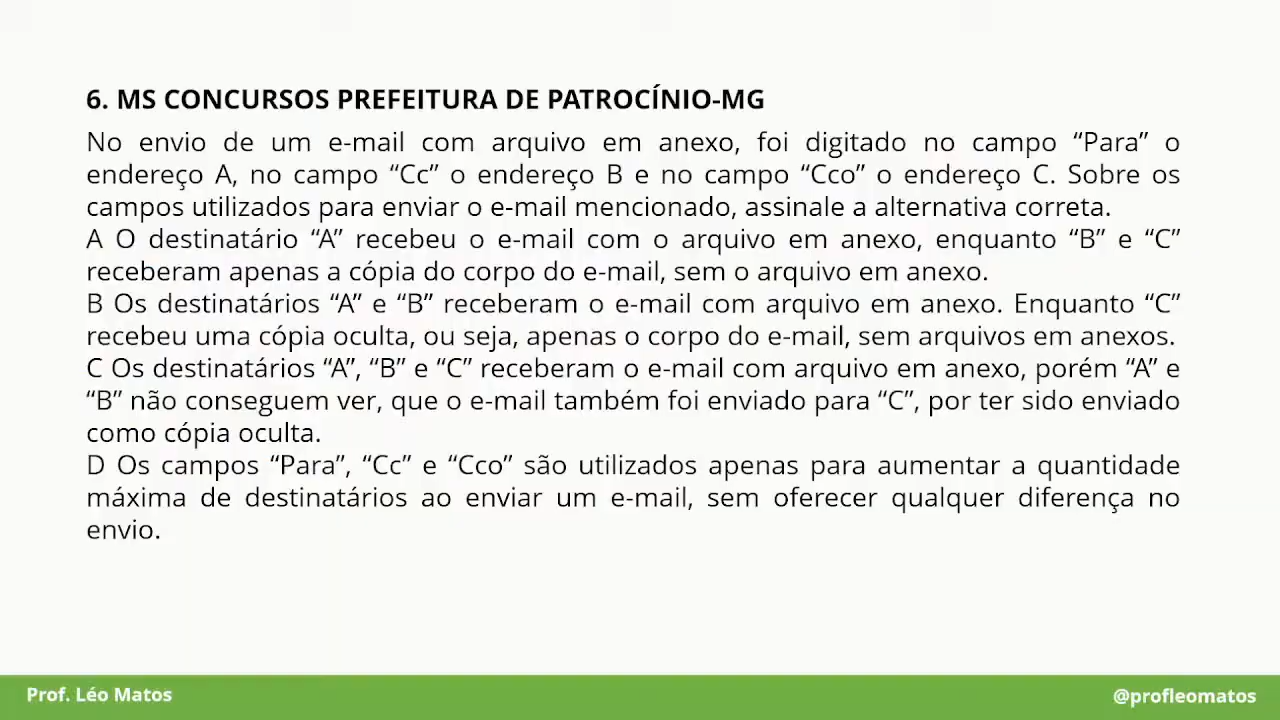 6. MS CONCURSOS PREFEITURA DE PATROCÍNIO-MG
No envio de um e-mail com arquivo em anexo, foi digitado no campo “Para” o
endereço A, no campo “Cc” o endereço B e no campo “Cco” o endereço C. Sobre os
campos utilizados para enviar o e-mail mencionado, assinale a alternativa correta.
A O destinatário “A” recebeu o e-mail com o arquivo em anexo, enquanto “B” e “C”
receberam apenas a cópia do corpo do e-mail, sem o arquivo em anexo.
B Os destinatários “A” e “B” receberam o e-mail com arquivo em anexo. Enquanto “C”
recebeu uma cópia oculta, ou seja, apenas o corpo do e-mail, sem arquivos em anexos.
C Os destinatários “A”, “B” e “C” receberam o e-mail com arquivo em anexo, porém “A” e
“B” não conseguem ver, que o e-mail também foi enviado para “C”, por ter sido enviado
como cópia oculta.
D Os campos “Para”, “Cc” e “Cco” são utilizados apenas para aumentar a quantidade
máxima de destinatários ao enviar um e-mail, sem oferecer qualquer diferença no
envio.
Prof. Léo Matos
@profleomatos